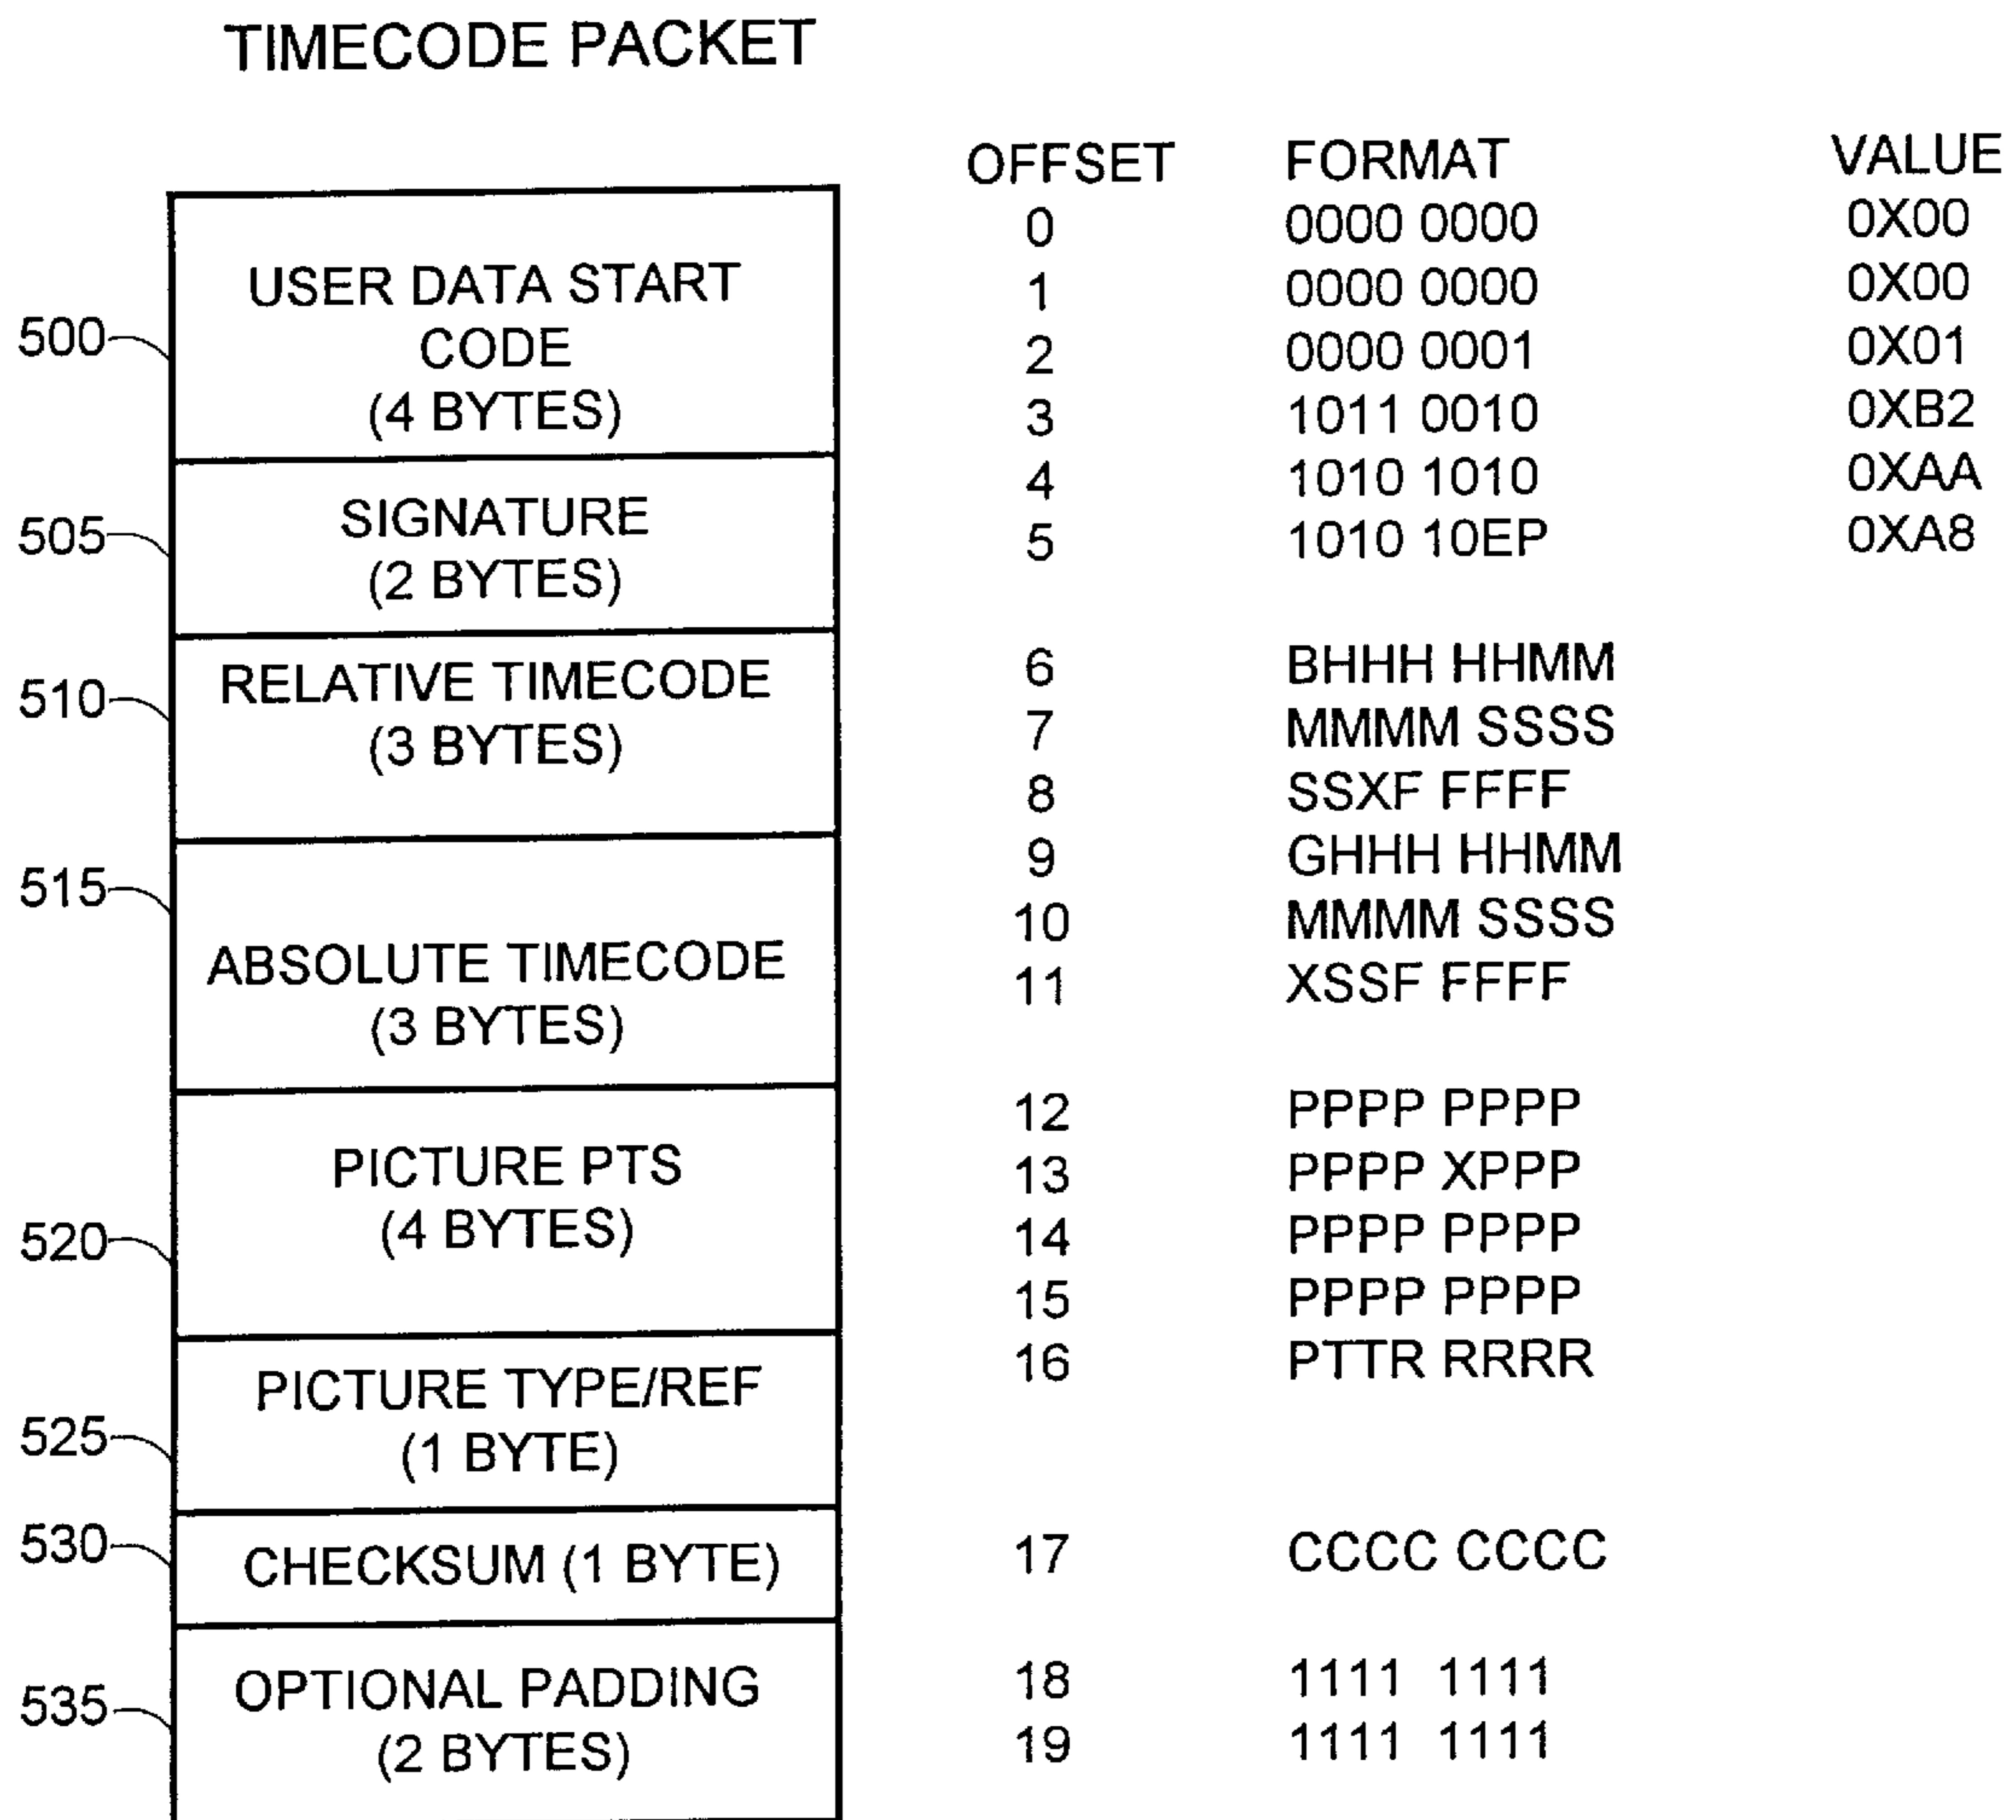 TIMECODE PACKET
OFFSET FORMAT VALUE
0 0000 0000 0X00
USER DATA START 1 0000 0000 0X00
500 CODE 2 0000 0001 0X01
(4 BYTES) 3 1011 0010 0XB2
4 1010 1010 0XAA
505 SIGNATURE 5 1010 10EP 0XA8
(2 BYTES)
510 RELATIVE TIMECODE 6 BHHH HHMM
(3 BYTES) 7 MMMM SSSS
8 SSXF FFFF
515 9 GHHH HHMM
ABSOLUTE TIMECODE 10 MMMM SSSS
(3 BYTES) 11 XSSF FFFF
12 PPPP PPPP
PICTURE PTS 13 PPPP XPPP
520 (4 BYTES) 14 PPPP PPPP
15 PPPP PPPP
PICTURE TYPE/REF 16 PTTR RRRR
525 (1 BYTE)
530 CHECKSUM (1 BYTE) 17 CCCC CCCC
535 OPTIONAL PADDING 18 1111 1111
(2 BYTES) 19 1111 1111